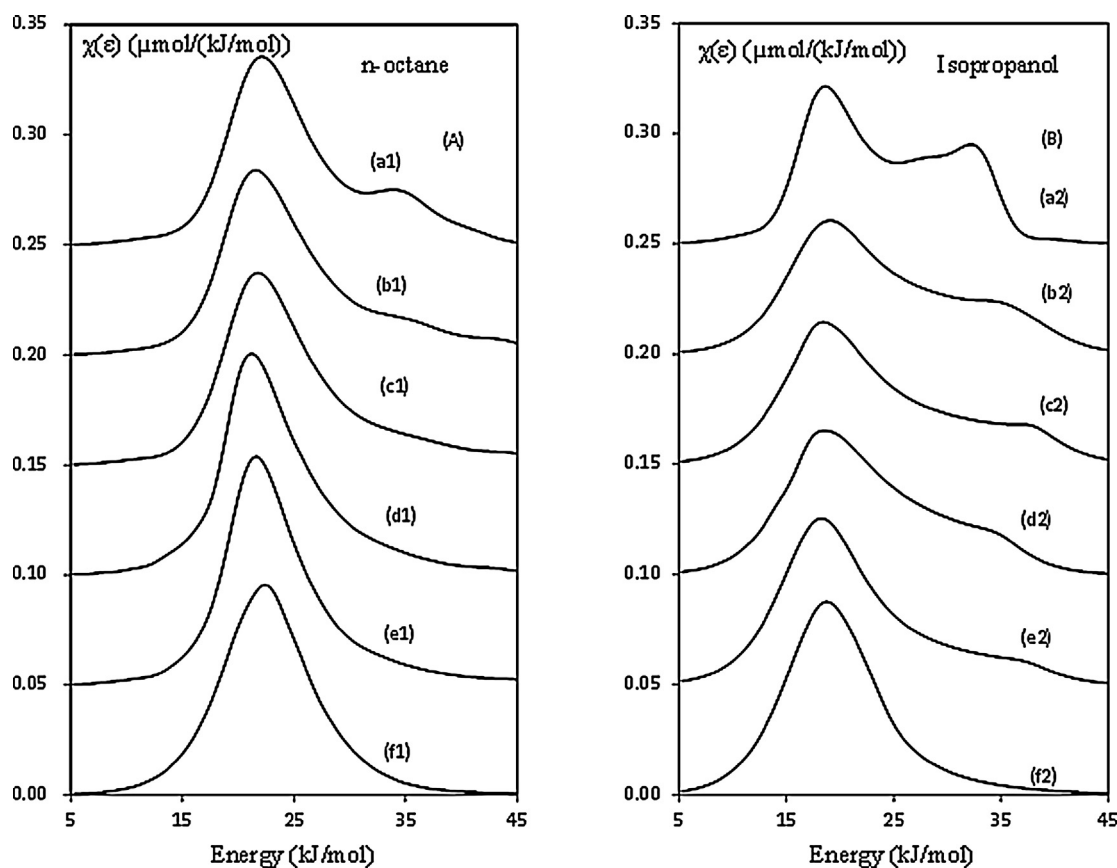 0.35
χ(ε) (μmol/(kJ/mol))
n-octane
(A)
0.30
(a1)
0.25
(b1)
0.20
(c1)
0.15
(d1)
0.10
(e1)
0.05
(f1)
0.00
5 15 25 35 45
Energy (kJ/mol)
0.35
χ(ε) (μmol/(kJ/mol))
Isopropanol
0.30
(B)
(a2)
0.25
(b2)
0.20
(c2)
0.15
(d2)
0.10
(e2)
0.05
(f2)
0.00
5 15 25 35 45
Energy (kJ/mol)